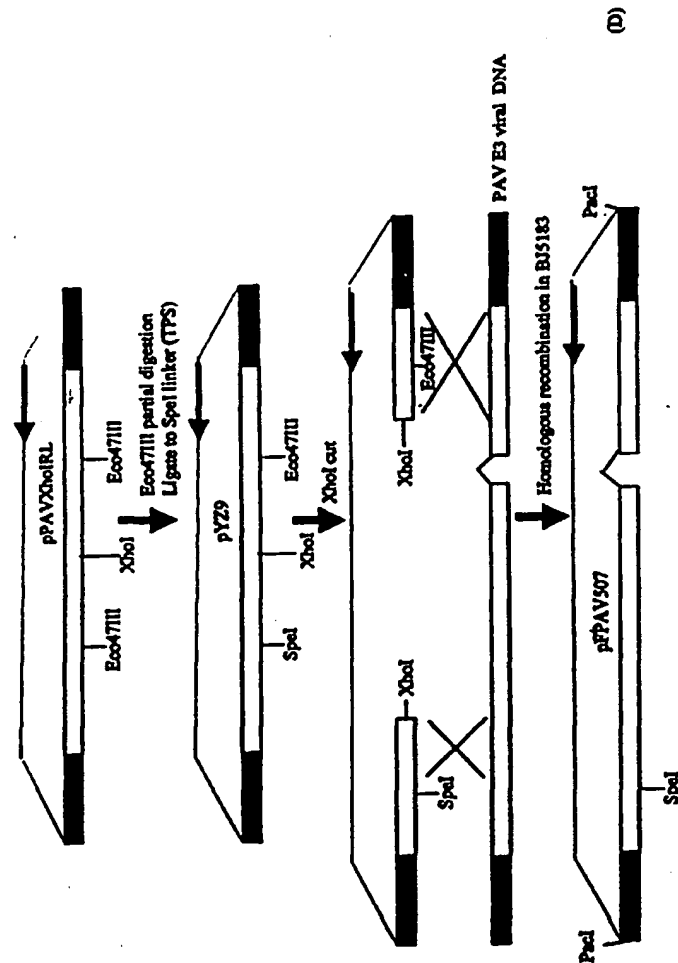 pPAVXhoIRL
Eco47III
XhoI
Eco47III
Eco47III partial digestion
Ligate to SpeI linker (TPS)
pYZ9
SpeI
XhoI
Eco47III
XhoI cut
XhoI
SpeI
XhoI
Eco47III
PAV E3 viral DNA
Homologous recombination in BJ5183
PacI
PacI
pFPAV507
SpeI
(D)